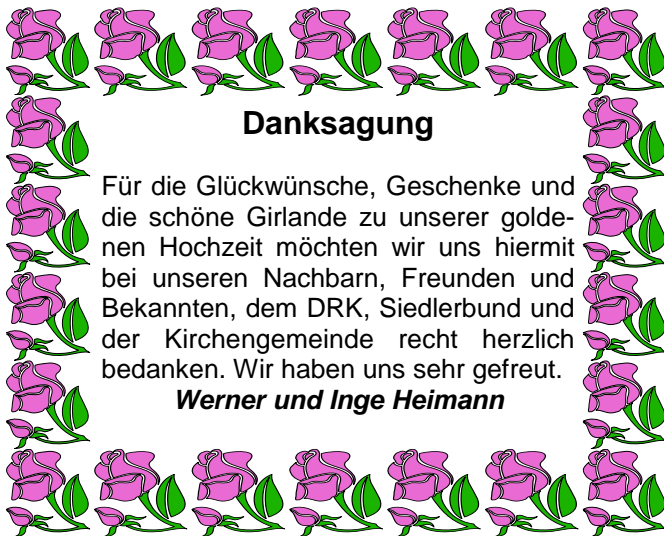 Danksagung
Für die Glückwünsche, Geschenke und
die schöne Girlande zu unserer golde-
nen Hochzeit möchten wir uns hiermit
bei unseren Nachbarn, Freunden und
Bekannten, dem DRK, Siedlerbund und
der Kirchengemeinde recht herzlich
bedanken. Wir haben uns sehr gefreut.
Werner und Inge Heimann